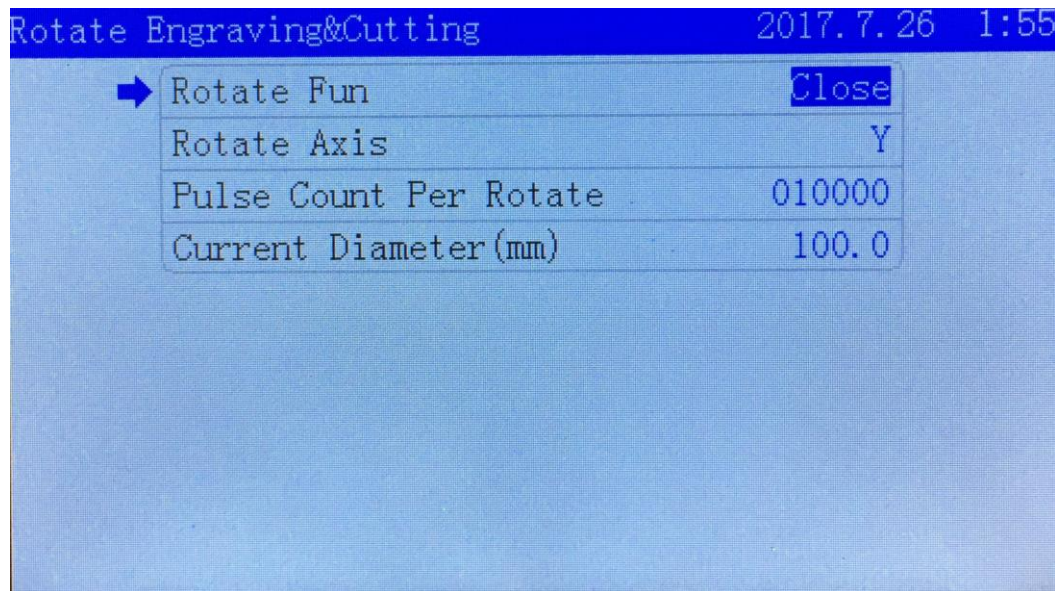 Rotate Engraving&Cutting 2017.7.26 1:55
Rotate Fun Close
Rotate Axis Y
Pulse Count Per Rotate 010000
Current Diameter(mm) 100.0